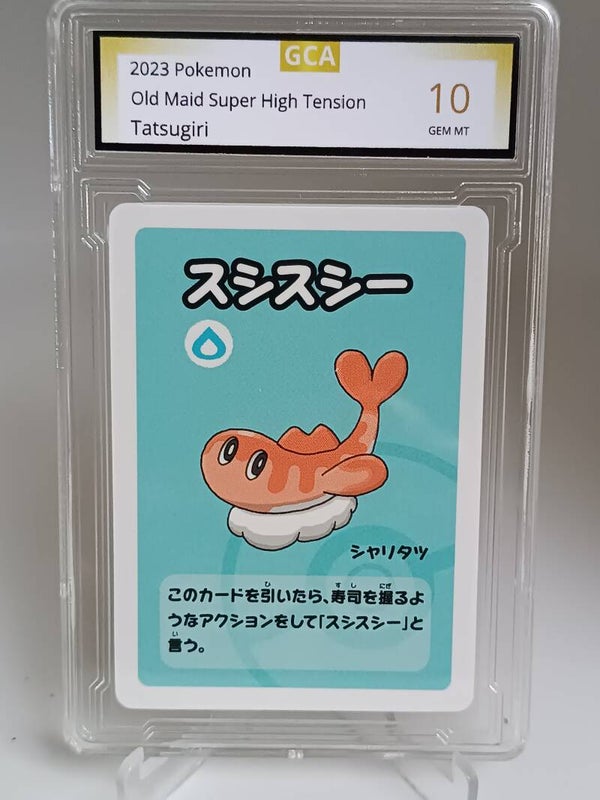 GCA
2023 Pokemon
Old Maid Super High Tension
Tatsugiri
10
GEM MT
スシスシー
シャリタツ
このカードを引いたら、寿司を握るよ
うなアクションをして「スシスシー」と
言う。